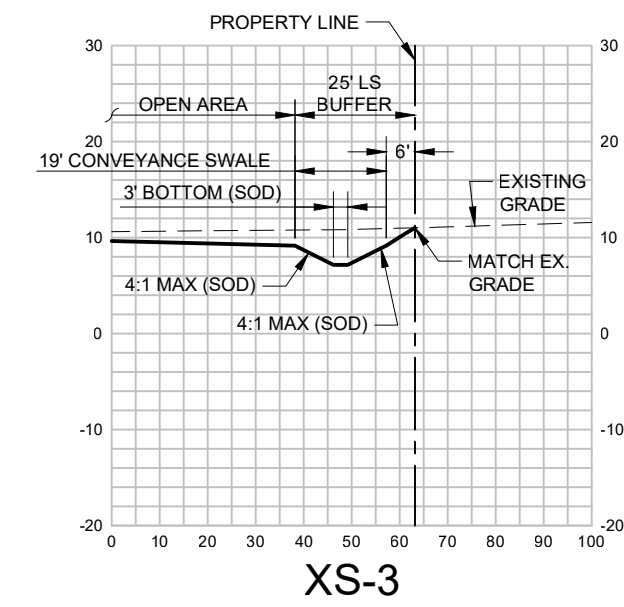 PROPERTY LINE
30
30
25' LS
BUFFER
OPEN AREA
20
20
6'
19' CONVEYANCE SWALE
3' BOTTOM (SOD)
EXISTING
GRADE
10
10
MATCH EX.
GRADE
4:1 MAX (SOD)
4:1 MAX (SOD)
0
0
-10
-10
-20
-20
0 10 20 30 40 50 60 70 80 90 100
XS-3